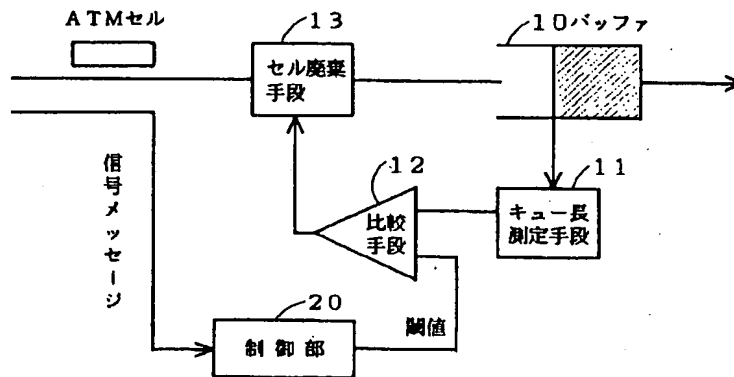 ATMセル
13
10バッファ
セル廃棄
手段
信号メッセージ
12
11
比較
手段
キュー長
測定手段
20
閾値
制御部